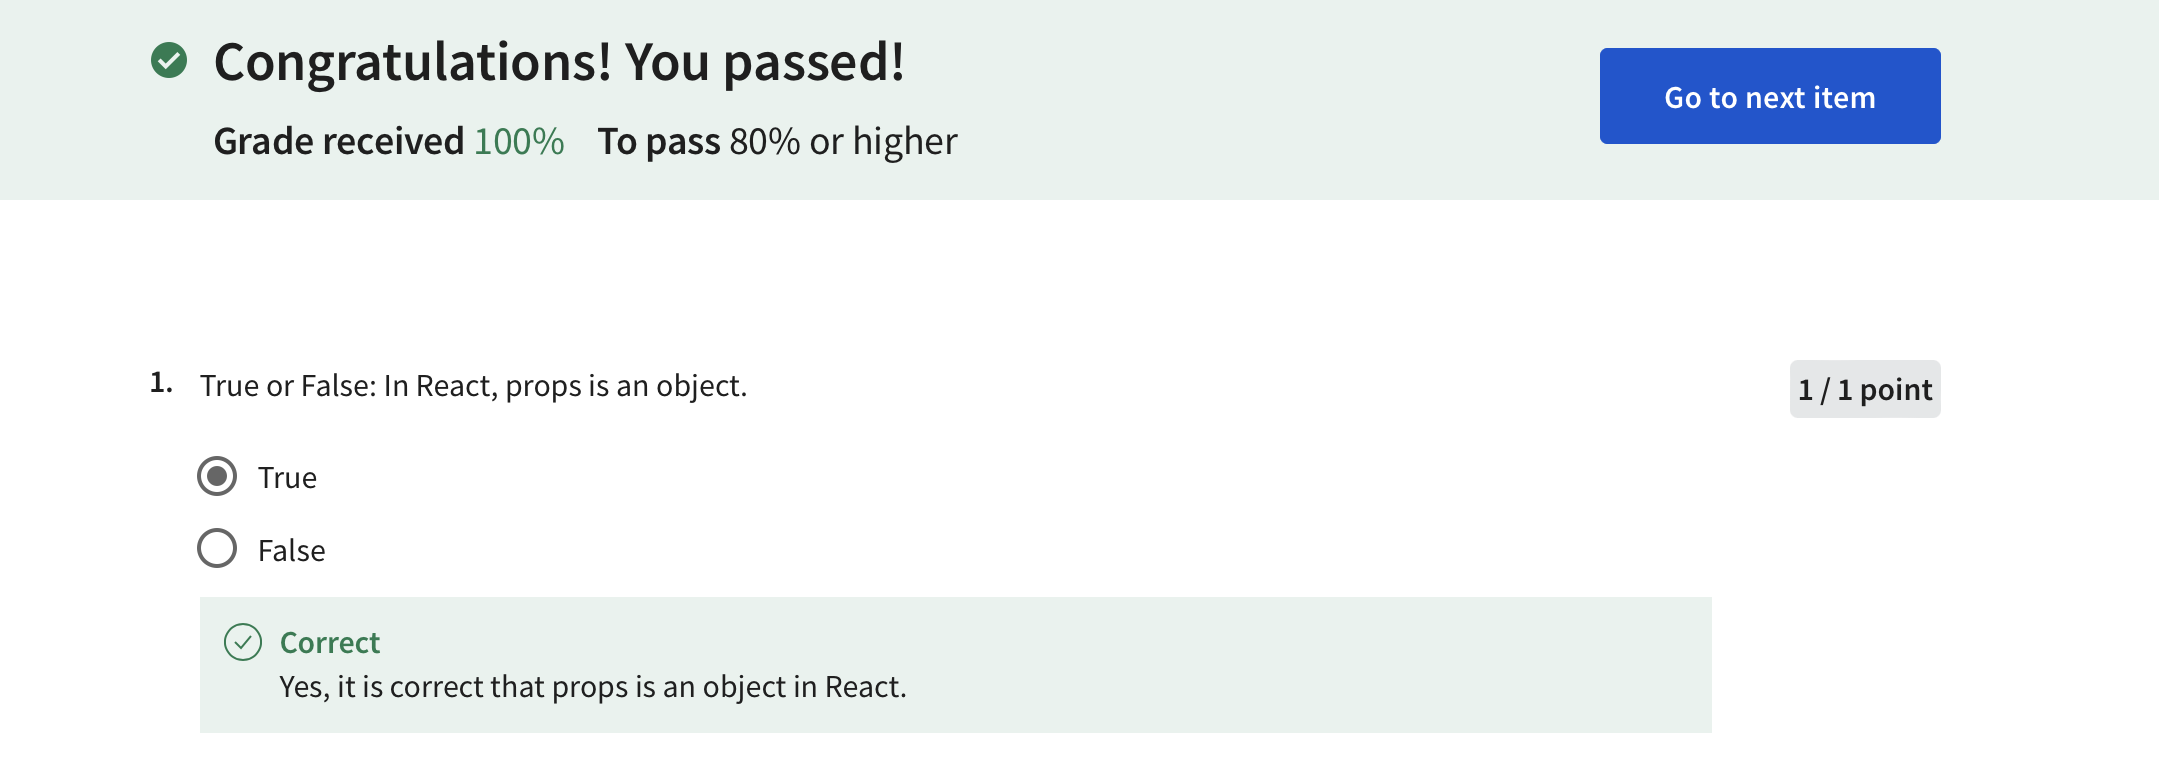 Congratulations! You passed!
Go to next item
Grade received 100% To pass 80% or higher
1. True or False: In React, props is an object.
1 / 1 point
True
False
Correct
Yes, it is correct that props is an object in React.